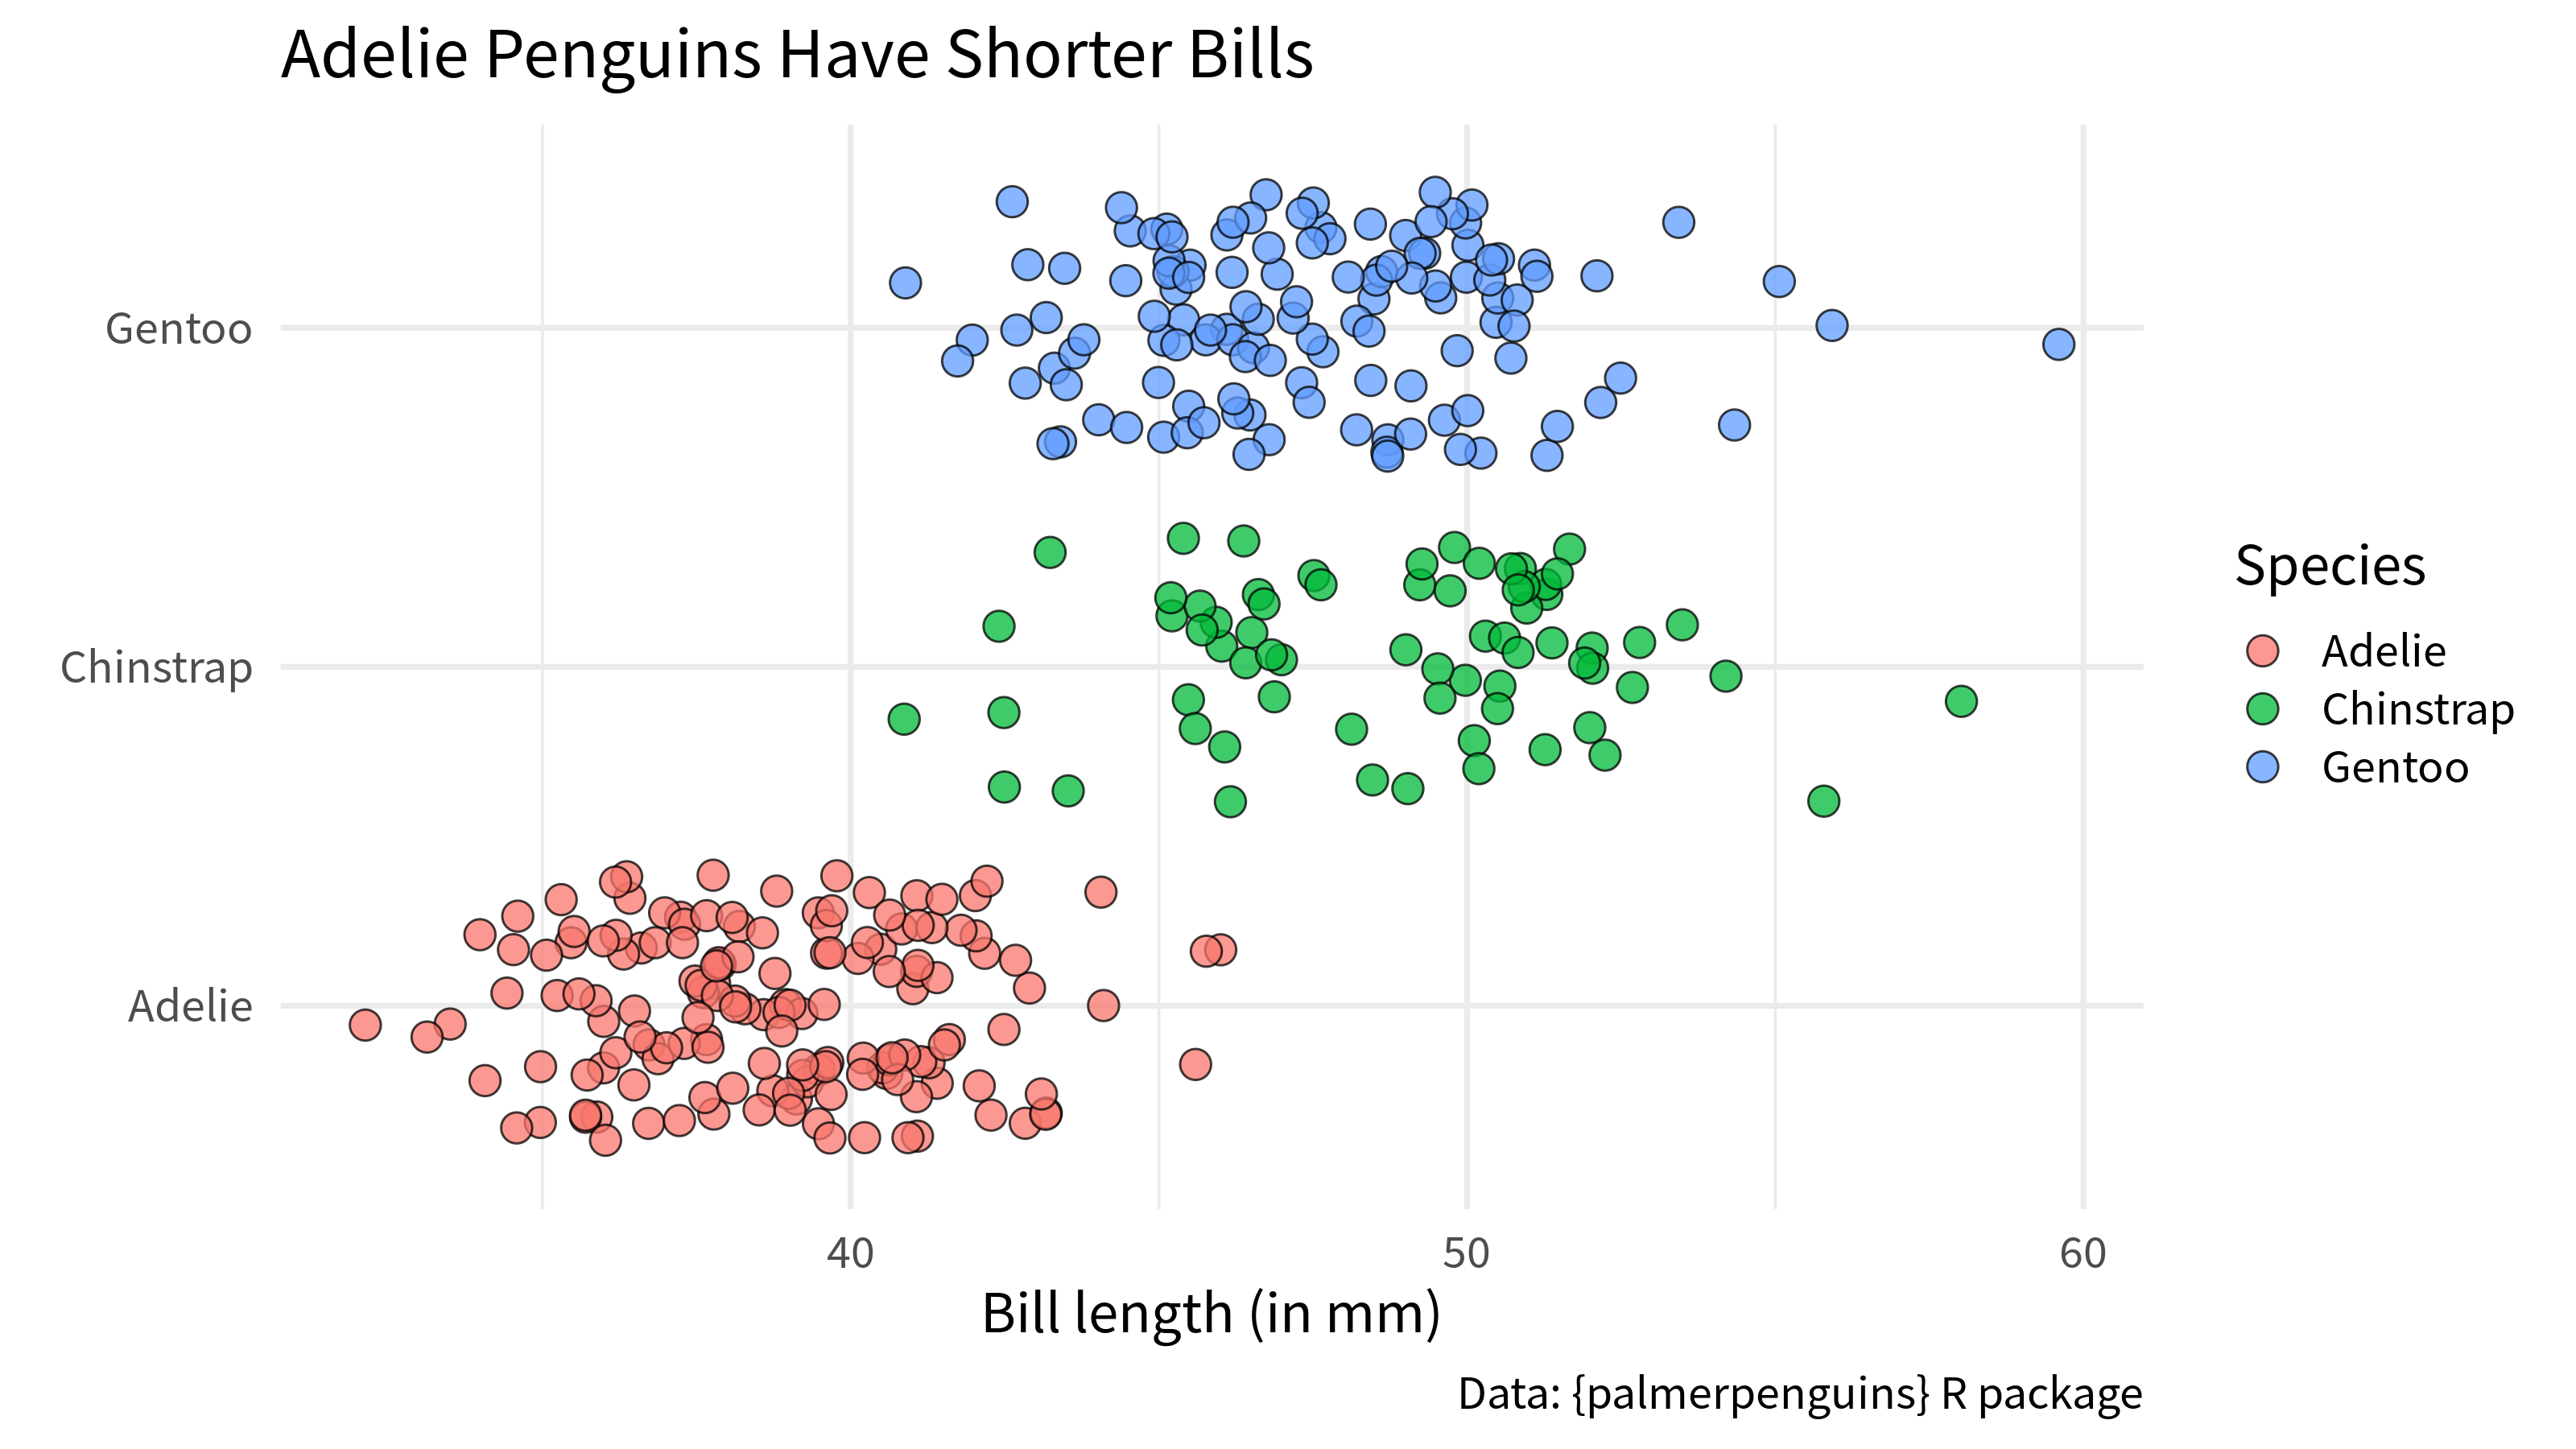 Adelie Penguins Have Shorter Bills
Gentoo
Chinstrap
Adelie
40
50
60
Bill length (in mm)
Species
Adelie
Chinstrap
Gentoo
Data: {palmerpenguins} R package